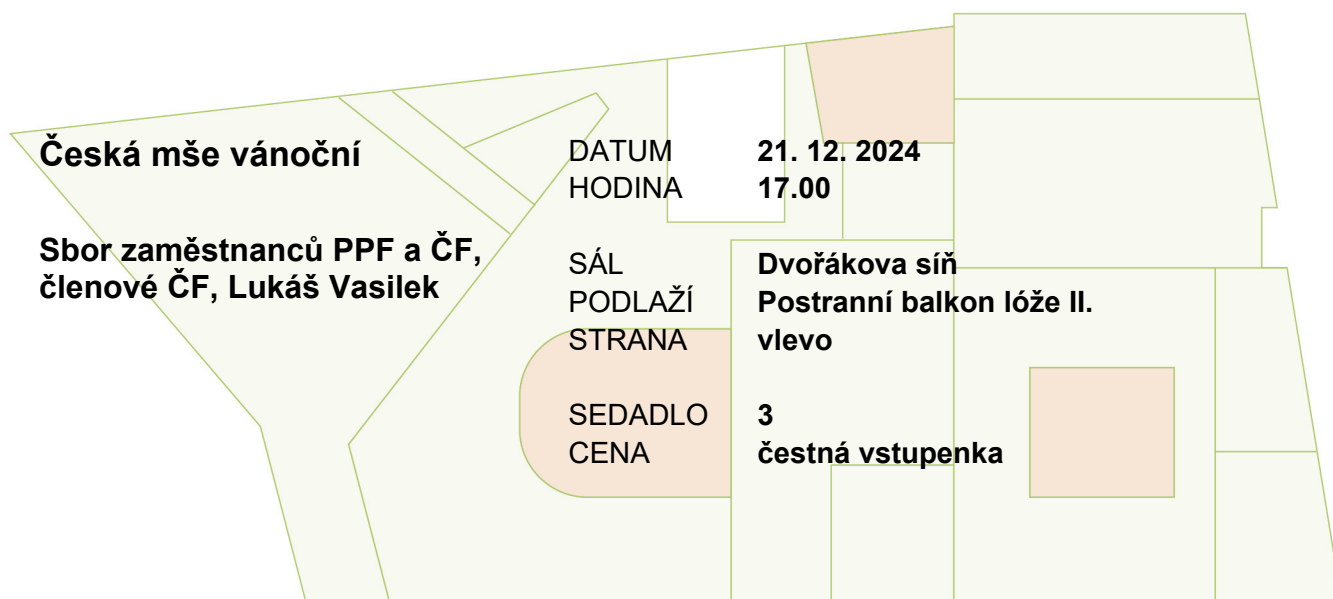 Česká mše vánoční
Sbor zaměstnanců PPF a ČF,
členové ČF, Lukáš Vasilek
DATUM 21. 12. 2024
HODINA 17.00
SÁL Dvořákova síň
PODLAŽÍ Postranní balkon lóže II.
STRANA vlevo
SEDADLO 3
CENA čestná vstupenka